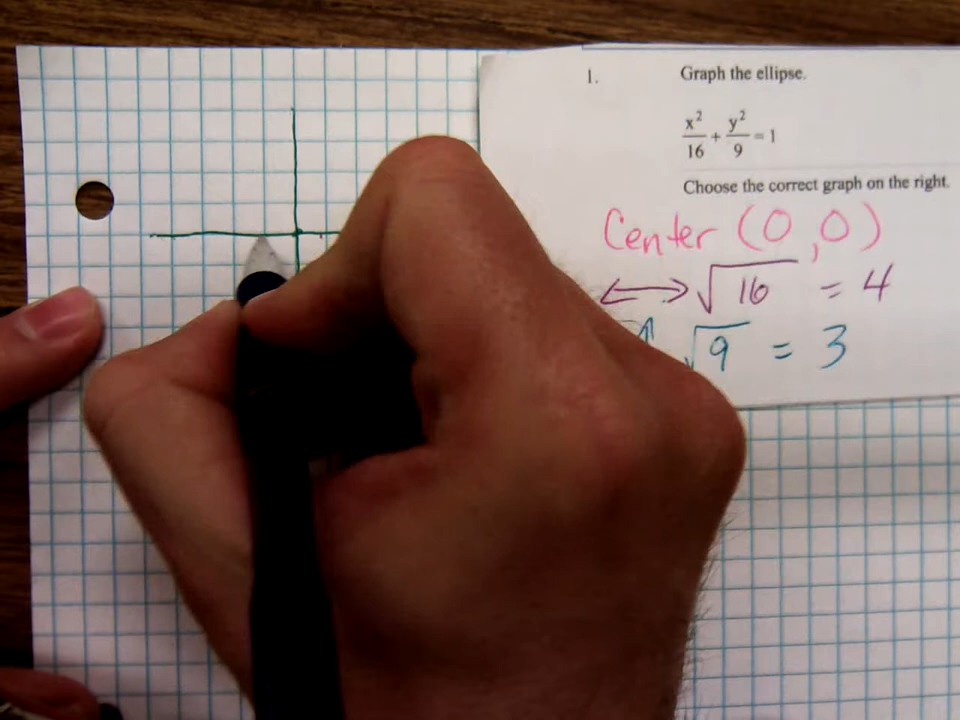 1. Graph the ellipse.
x²/16 + y²/9 = 1
Choose the correct graph on the right.
Center (0,0)
↔ √16 = 4
√9 = 3